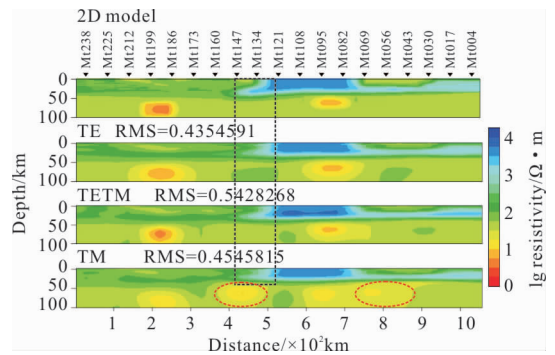 2D model
Mt238 Mt225 Mt212 Mt199 Mt186 Mt173 Mt160 Mt147 Mt134 Mt121 Mt108 Mt095 Mt082 Mt069 Mt056 Mt043 Mt030 Mt017 Mt004
0
50
100
TE RMS=0.4354591
0
50
100
TETM RMS=0.5428268
0
50
100
TM RMS=0.4545815
0
50
100
1 2 3 4 5 6 7 8 9 10
Distance/×10²km
Depth/km
4
3
2
1
0
lg resistivity/Ω•m